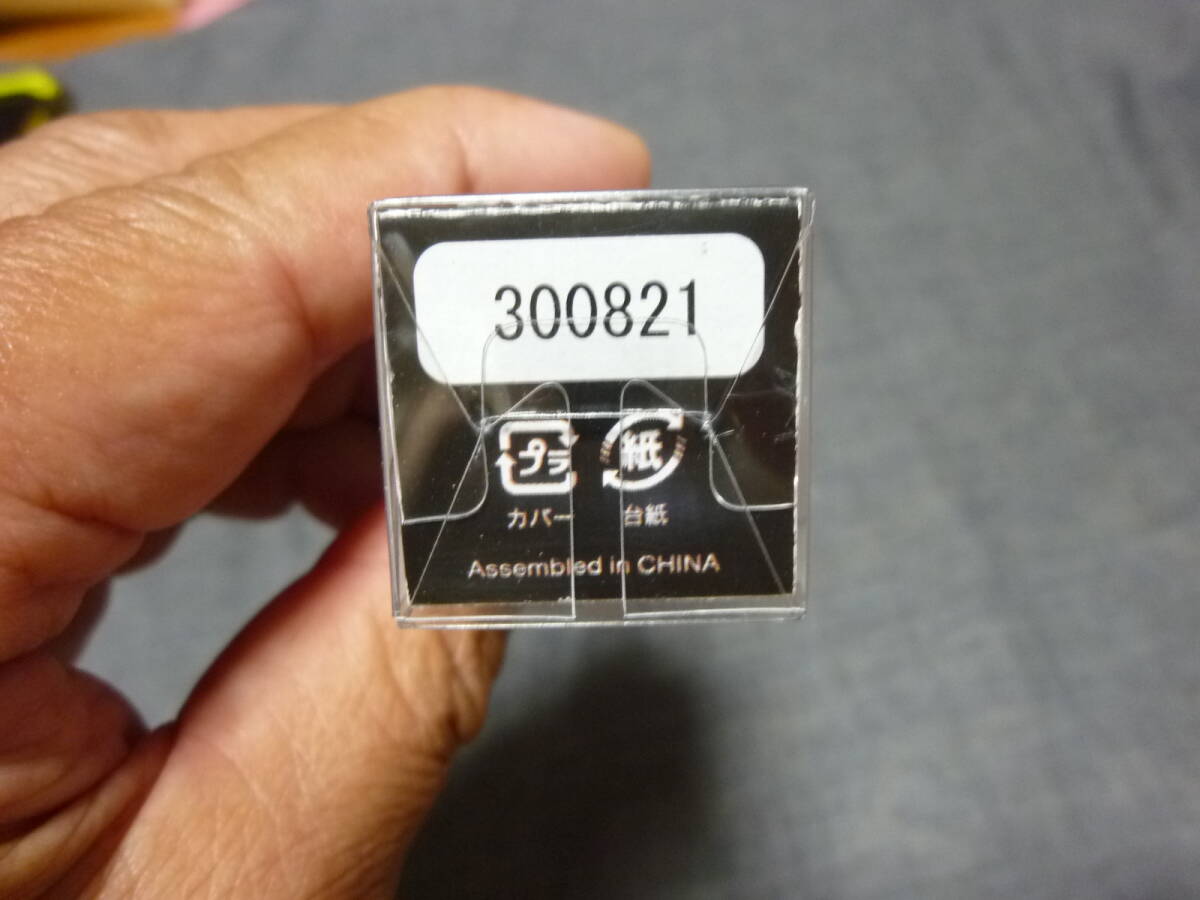 300821
プラ 紙
カバー 台紙
Assembled in CHINA